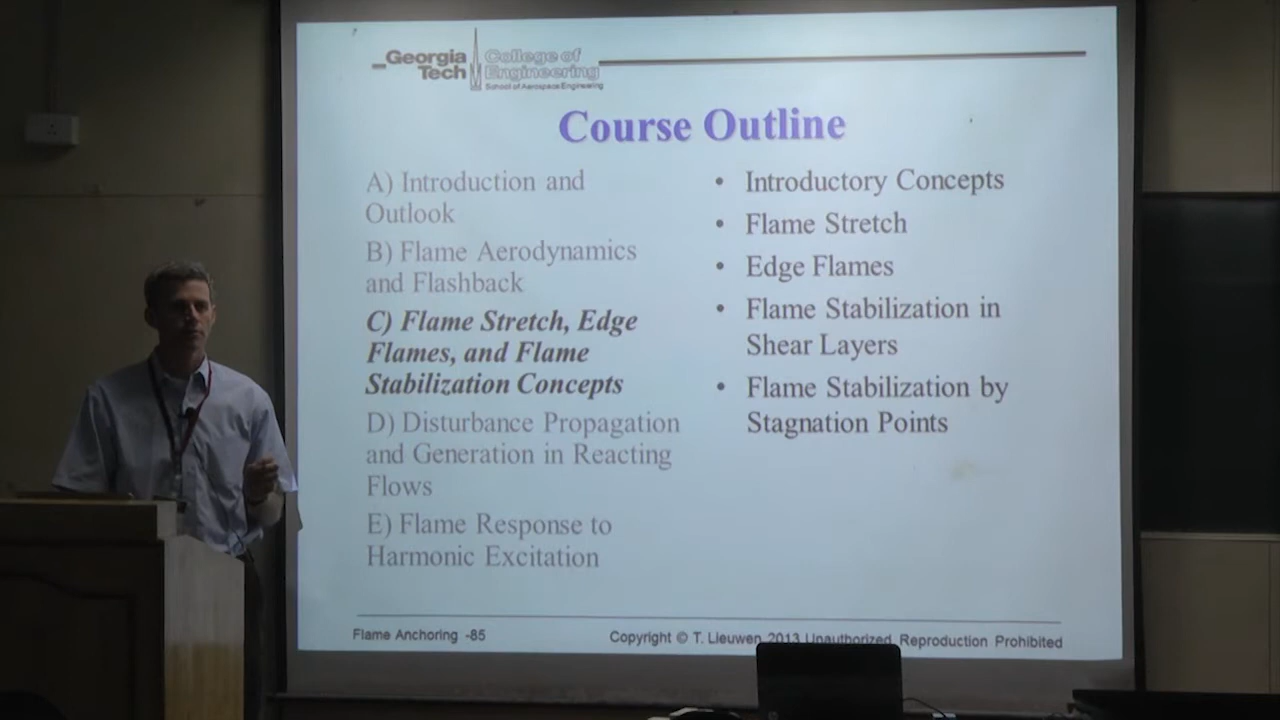 Georgia Tech
College of Engineering
School of Aerospace Engineering
Course Outline
A) Introduction and
Outlook
B) Flame Aerodynamics
and Flashback
C) Flame Stretch, Edge
Flames, and Flame
Stabilization Concepts
D) Disturbance Propagation
and Generation in Reacting
Flows
E) Flame Response to
Harmonic Excitation
• Introductory Concepts
• Flame Stretch
• Edge Flames
• Flame Stabilization in
Shear Layers
• Flame Stabilization by
Stagnation Points
Flame Anchoring -85
Copyright © T. Lieuwen 2013 Unauthorized Reproduction Prohibited